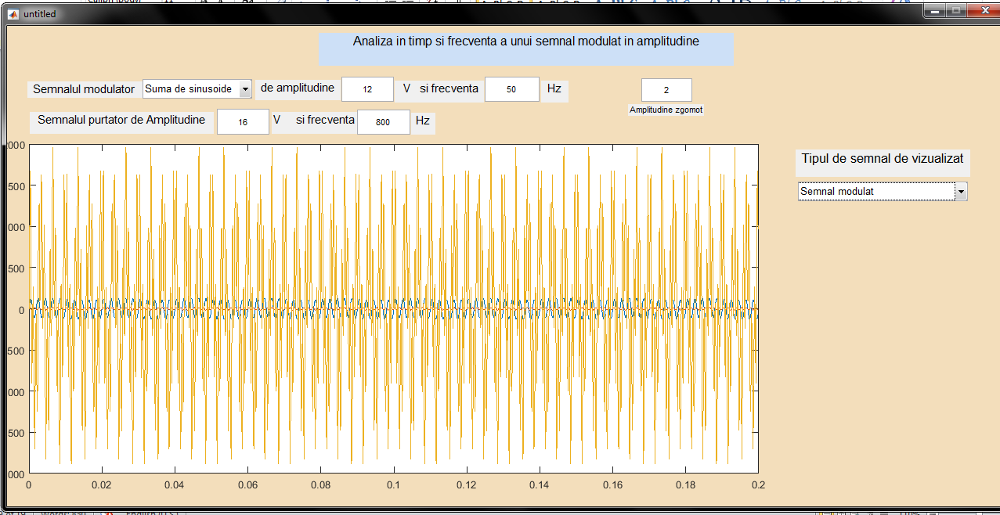 untitled
Analiza in timp si frecventa a unui semnal modulat in amplitudine
Semnalul modulator Suma de sinusoide de amplitudine 12 V si frecventa 50 Hz 2
Amplitudine zgomot
Semnalul purtator de Amplitudine 16 V si frecventa 800 Hz
Tipul de semnal de vizualizat
Semnal modulat
000
500
000
500
0
500
000
500
000
0 0.02 0.04 0.06 0.08 0.1 0.12 0.14 0.16 0.18 0.2